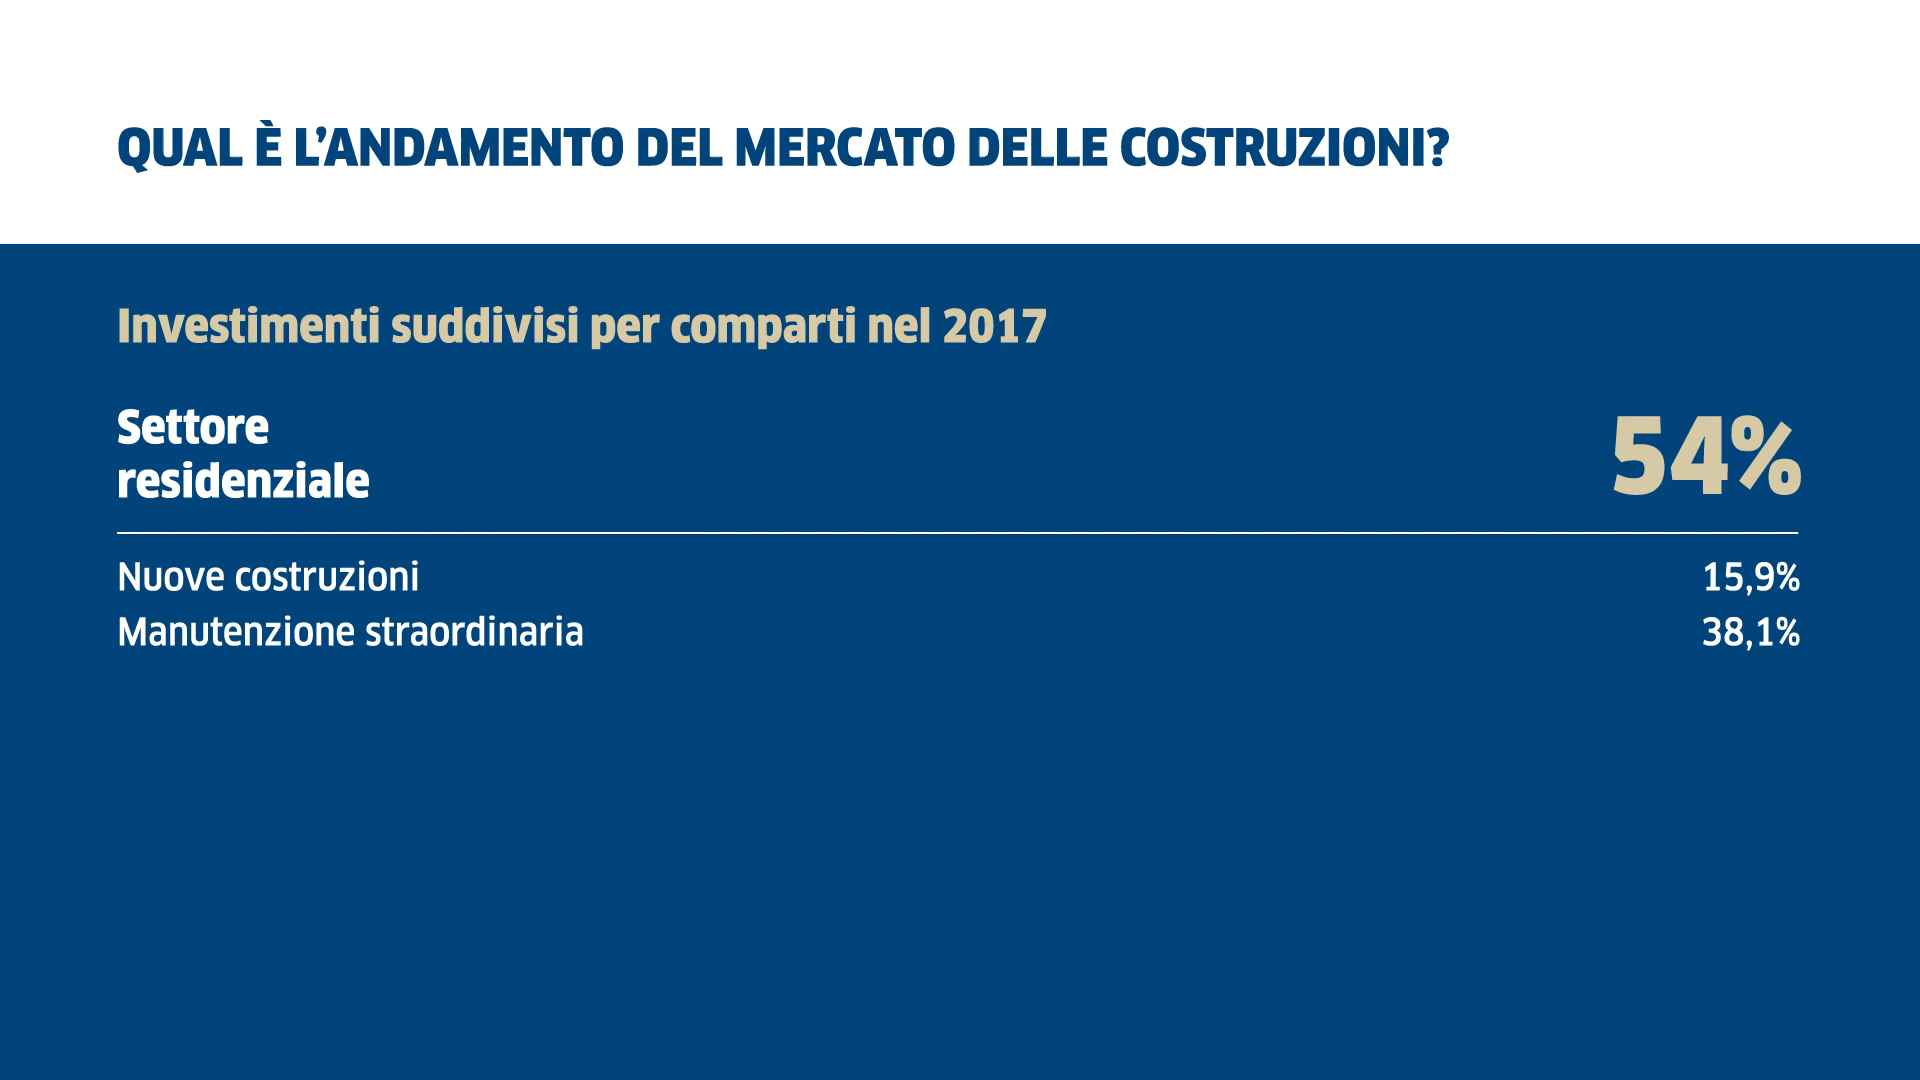 QUAL È L’ANDAMENTO DEL MERCATO DELLE COSTRUZIONI?
Investimenti suddivisi per comparti nel 2017
Settore
residenziale
54%
Nuove costruzioni 15,9%
Manutenzione straordinaria 38,1%